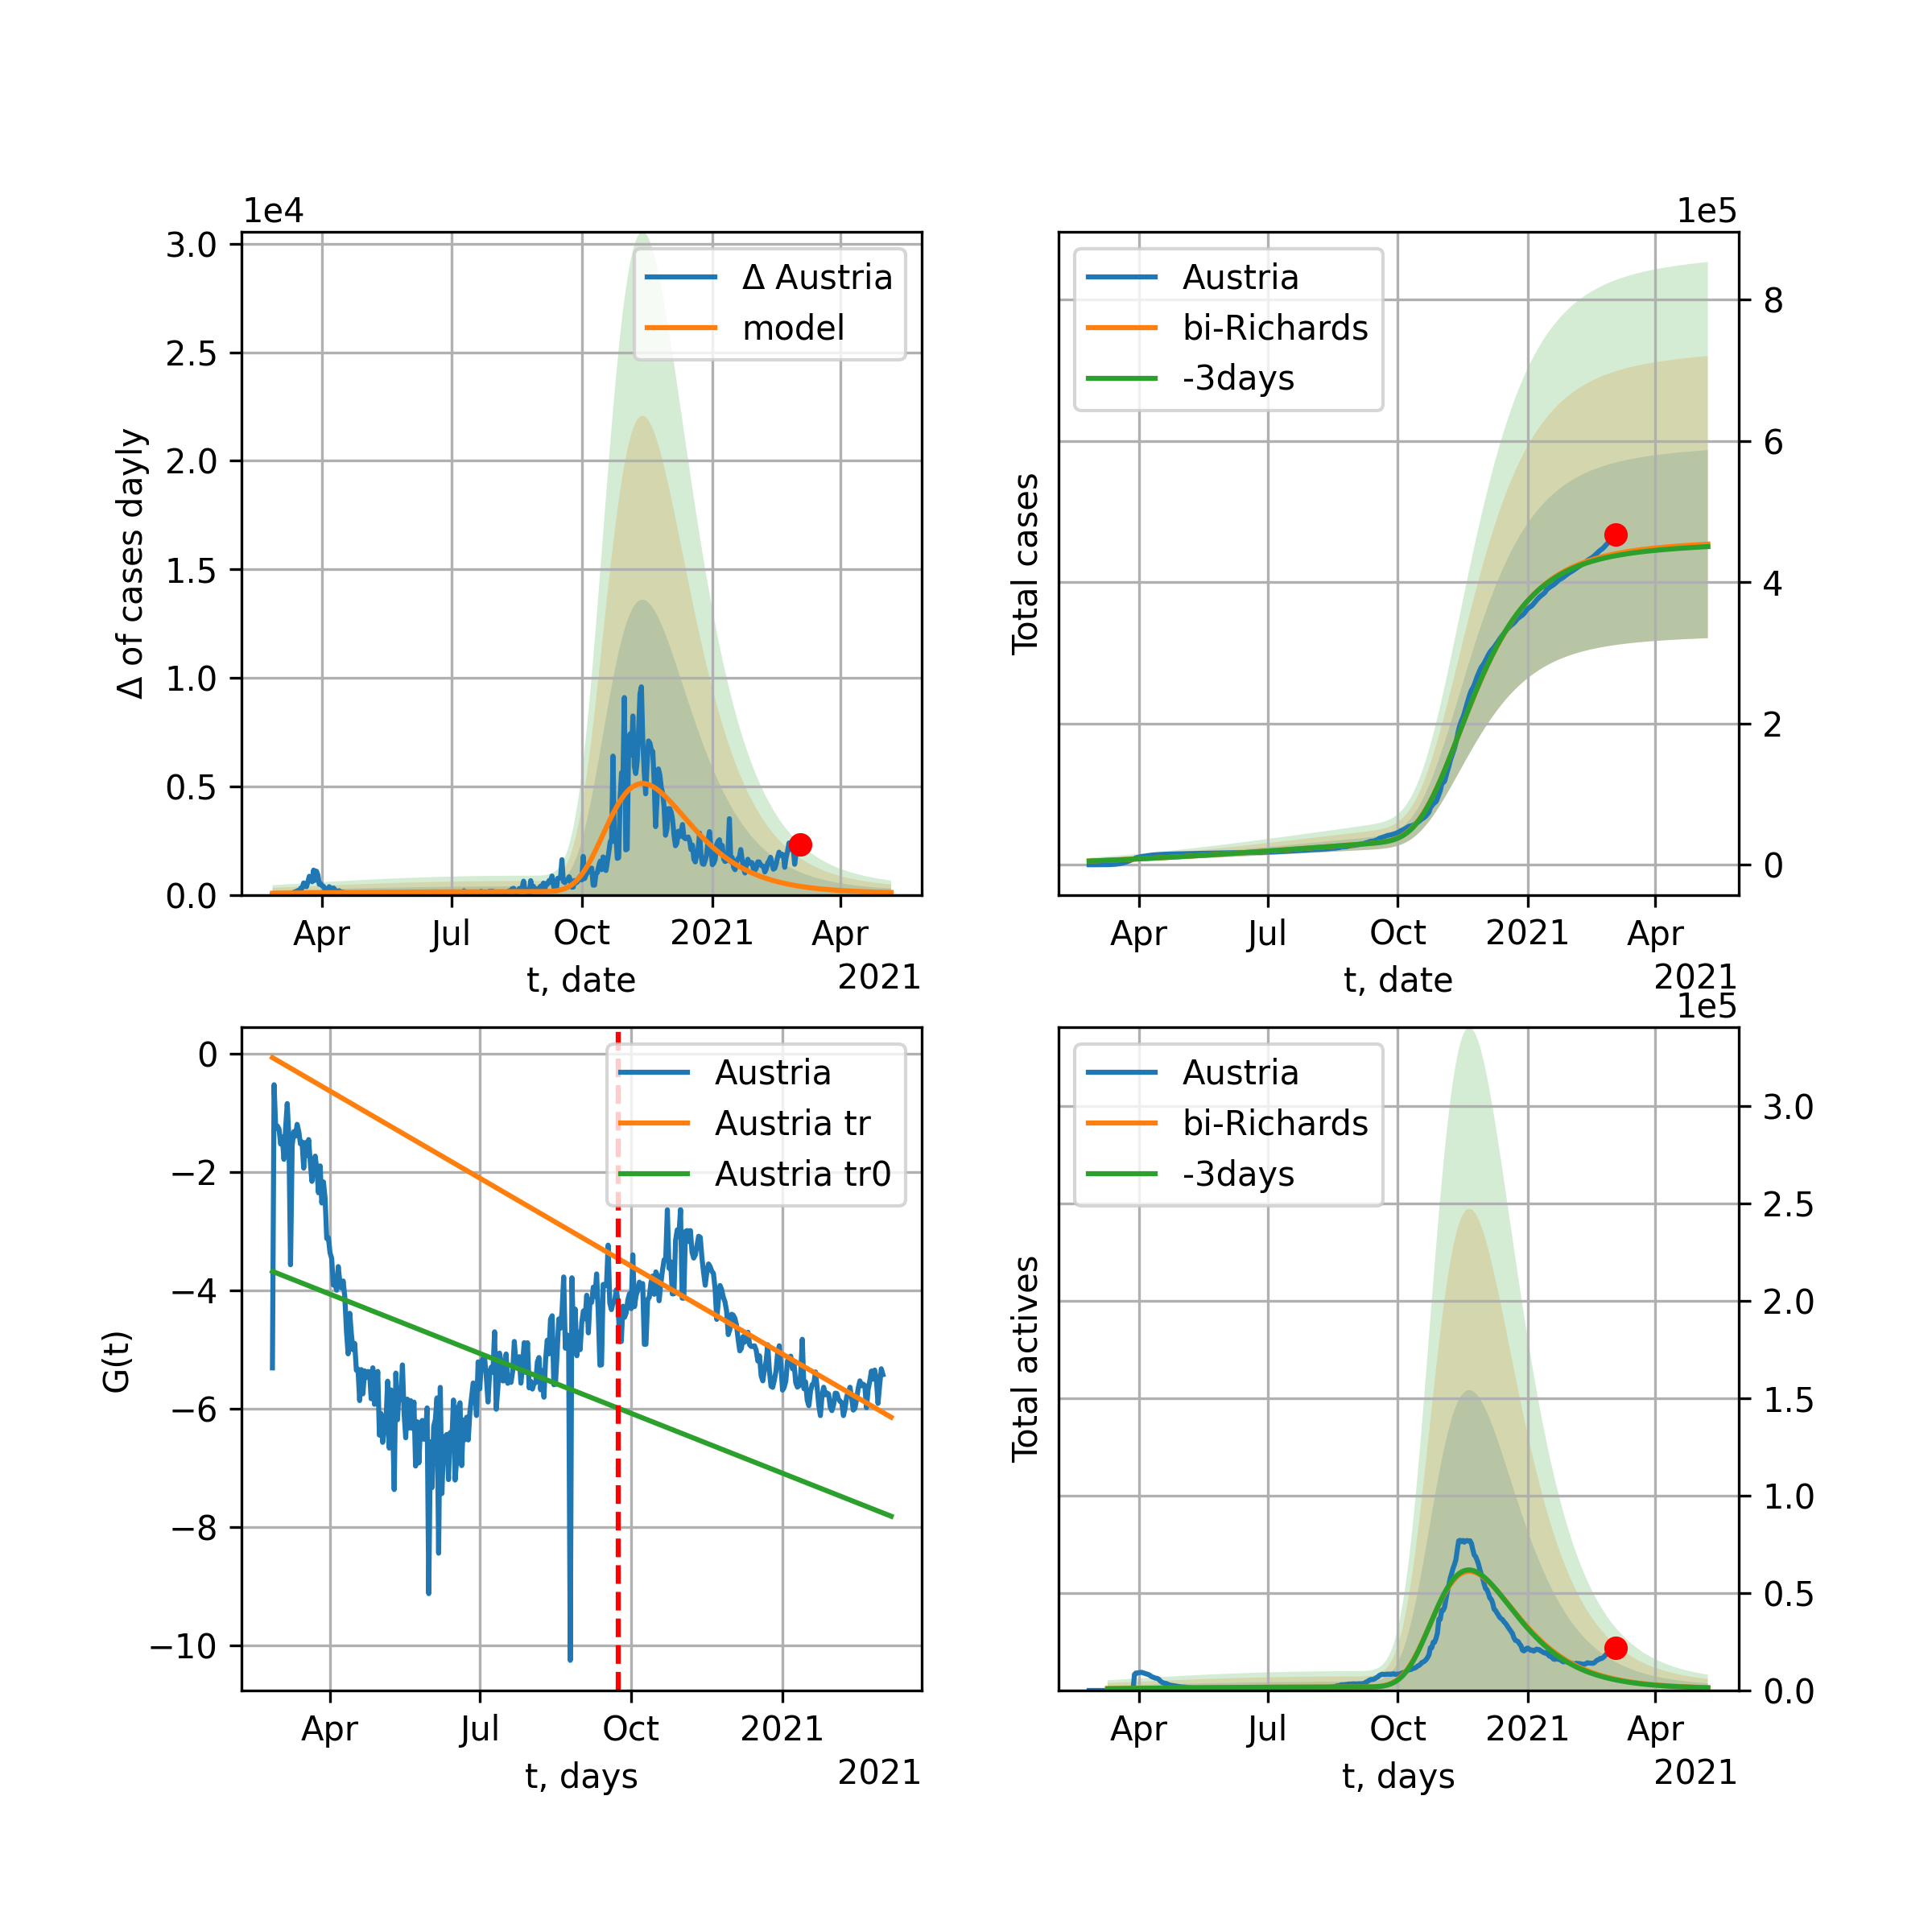 1e4
3.0
2.5
2.0
1.5
1.0
0.5
0.0
Δ of cases dayly
Δ Austria
model
Apr
Jul
Oct
2021
Apr
t, date
2021
1e5
8
6
4
2
0
Total cases
Austria
bi-Richards
-3days
Apr
Jul
Oct
2021
Apr
t, date
2021
0
−2
−4
−6
−8
−10
G(t)
Austria
Austria tr
Austria tr0
Apr
Jul
Oct
2021
t, days
2021
1e5
3.0
2.5
2.0
1.5
1.0
0.5
0.0
Total actives
Austria
bi-Richards
-3days
Apr
Jul
Oct
2021
Apr
t, days
2021